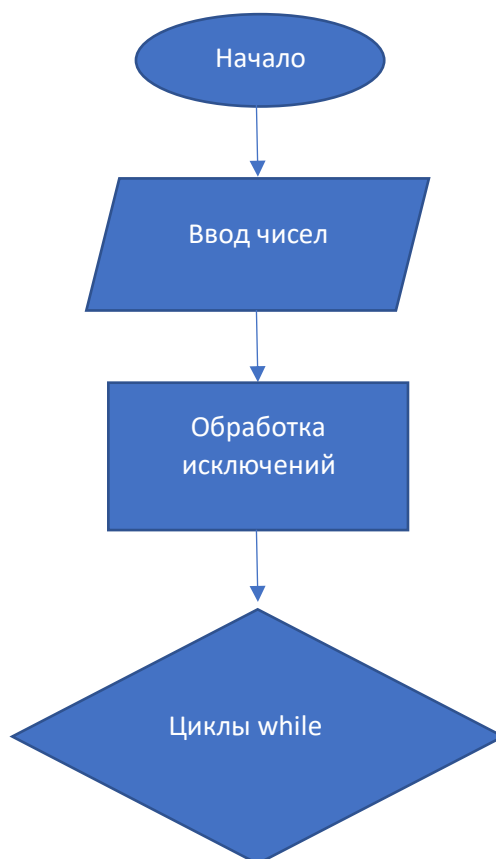 Начало
Ввод чисел
Обработка
исключений
Циклы while